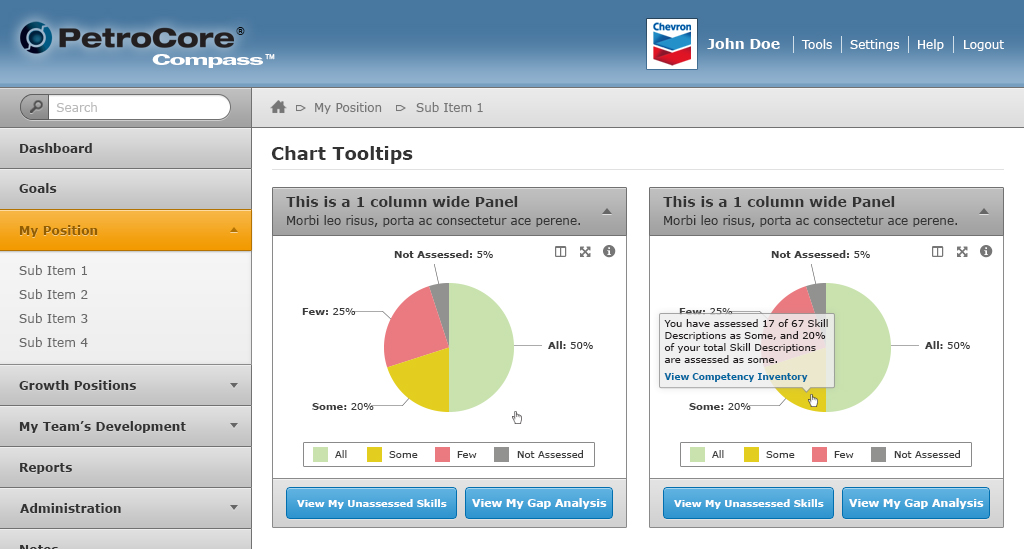 PetroCore®
Compass™
Chevron
John Doe
Tools
Settings
Help
Logout
Search
My Position
Sub Item 1
Dashboard
Goals
My Position
Sub Item 1
Sub Item 2
Sub Item 3
Sub Item 4
Growth Positions
My Team's Development
Reports
Administration
Notes
Chart Tooltips
This is a 1 column wide Panel
Morbi leo risus, porta ac consectetur ace perene.
Not Assessed: 5%
Few: 25%
All: 50%
Some: 20%
All
Some
Few
Not Assessed
View My Unassessed Skills
View My Gap Analysis
This is a 1 column wide Panel
Morbi leo risus, porta ac consectetur ace perene.
Not Assessed: 5%
Few: 25%
You have assessed 17 of 67 Skill
Descriptions as Some, and 20%
of your total Skill Descriptions
are assessed as some.
View Competency Inventory
All: 50%
Some: 20%
All
Some
Few
Not Assessed
View My Unassessed Skills
View My Gap Analysis